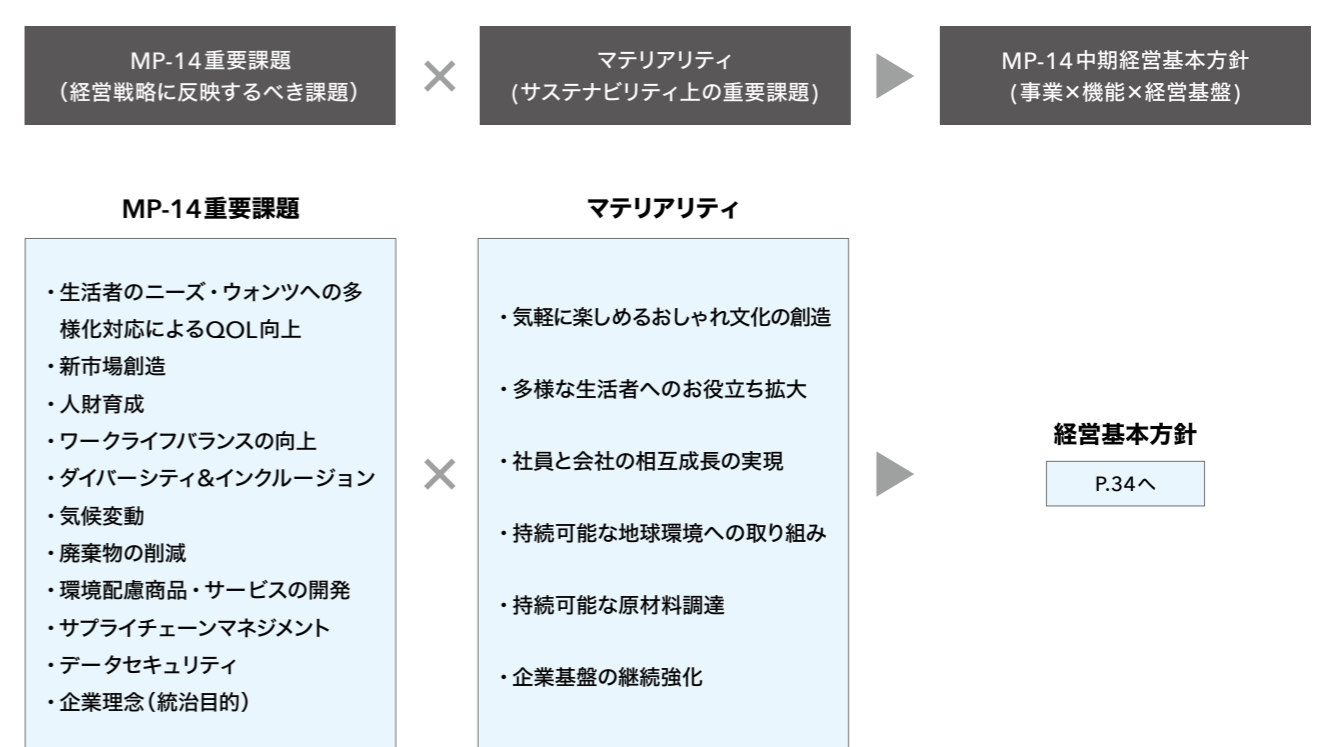 MP-14重要課題
(経営戦略に反映するべき課題)
×
マテリアリティ
(サステナビリティ上の重要課題)
MP-14中期経営基本方針
(事業×機能×経営基盤)
MP-14重要課題
・生活者のニーズ・ウォンツへの多
様化対応によるQOL向上
・新市場創造
・人財育成
・ワークライフバランスの向上
・ダイバーシティ&インクルージョン
・気候変動
・廃棄物の削減
・環境配慮商品・サービスの開発
・サプライチェーンマネジメント
・データセキュリティ
・企業理念(統治目的)
×
マテリアリティ
・気軽に楽しめるおしゃれ文化の創造
・多様な生活者へのお役立ち拡大
・社員と会社の相互成長の実現
・持続可能な地球環境への取り組み
・持続可能な原材料調達
・企業基盤の継続強化
経営基本方針
P.34へ